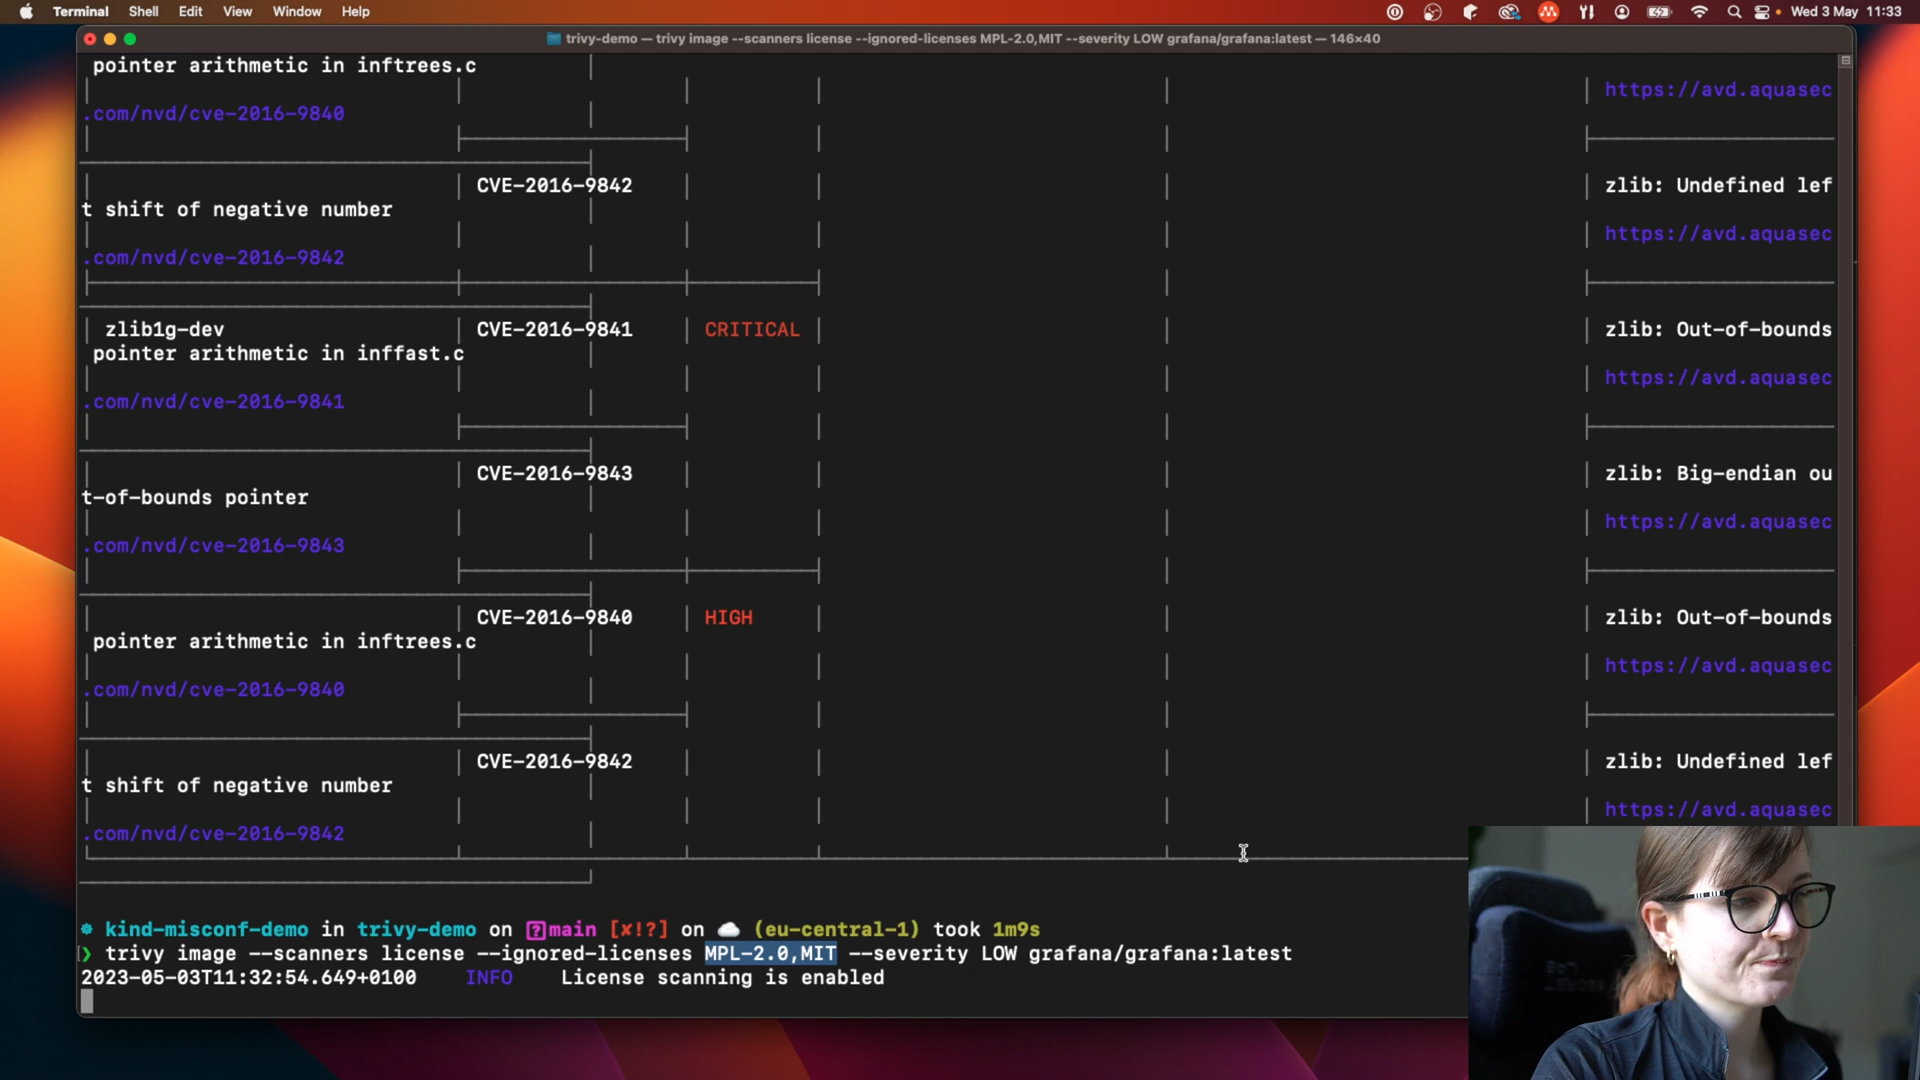 Terminal Shell Edit View Window Help Wed 3 May 11:33
trivy-demo — trivy image --scanners license --ignored-licenses MPL-2.0,MIT --severity LOW grafana/grafana:latest — 146×40
pointer arithmetic in inftrees.c
https://avd.aquasec
.com/nvd/cve-2016-9840
CVE-2016-9842 zlib: Undefined lef
t shift of negative number
https://avd.aquasec
.com/nvd/cve-2016-9842
zlib1g-dev CVE-2016-9841 CRITICAL zlib: Out-of-bounds
pointer arithmetic in inffast.c
https://avd.aquasec
.com/nvd/cve-2016-9841
CVE-2016-9843 zlib: Big-endian ou
t-of-bounds pointer
https://avd.aquasec
.com/nvd/cve-2016-9843
CVE-2016-9840 HIGH zlib: Out-of-bounds
pointer arithmetic in inftrees.c
https://avd.aquasec
.com/nvd/cve-2016-9840
CVE-2016-9842 zlib: Undefined lef
t shift of negative number
https://avd.aquasec
.com/nvd/cve-2016-9842
kind-misconf-demo in trivy-demo on main [✘!?] on ☁️ (eu-central-1) took 1m9s
❯ trivy image --scanners license --ignored-licenses MPL-2.0,MIT --severity LOW grafana/grafana:latest
2023-05-03T11:32:54.649+0100 INFO License scanning is enabled